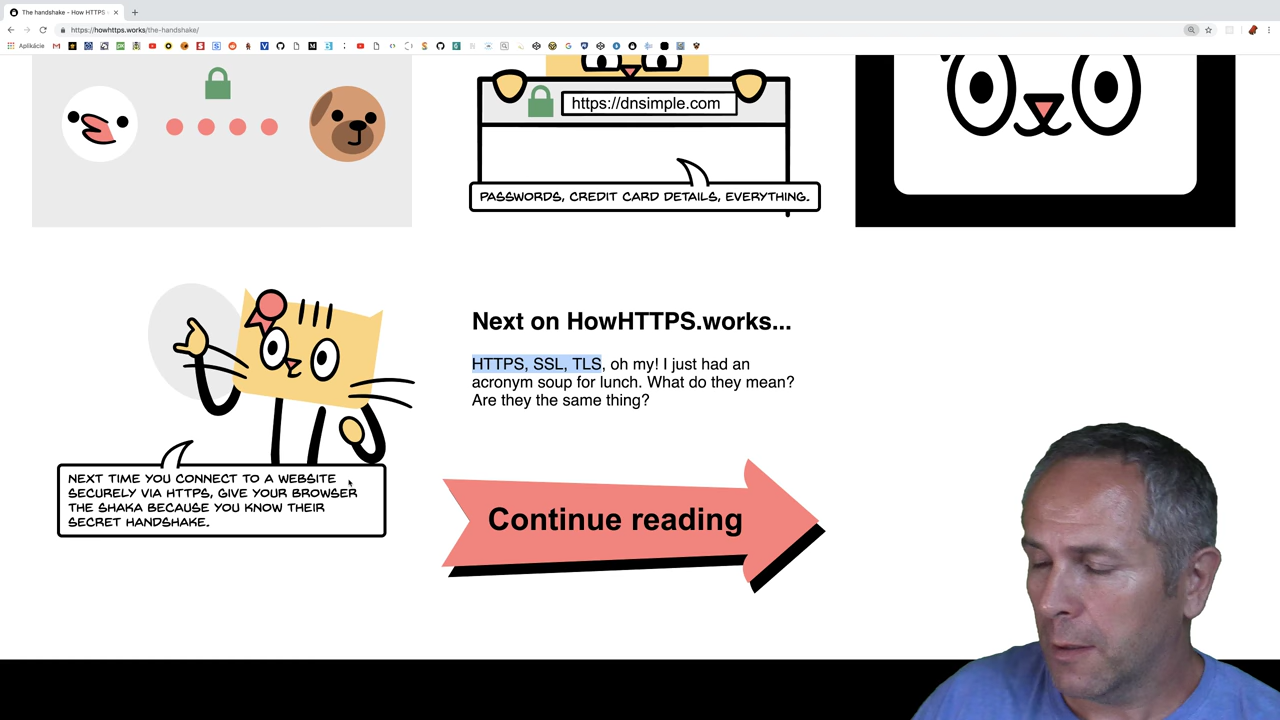 The handshake - How HTTPS
https://howhttps.works/the-handshake/
Aplikácie
https://dnsimple.com
PASSWORDS, CREDIT CARD DETAILS, EVERYTHING.
Next on HowHTTPS.works...
HTTPS, SSL, TLS, oh my! I just had an
acronym soup for lunch. What do they mean?
Are they the same thing?
NEXT TIME YOU CONNECT TO A WEBSITE
SECURELY VIA HTTPS, GIVE YOUR BROWSER
THE SHAKA BECAUSE YOU KNOW THEIR
SECRET HANDSHAKE.
Continue reading